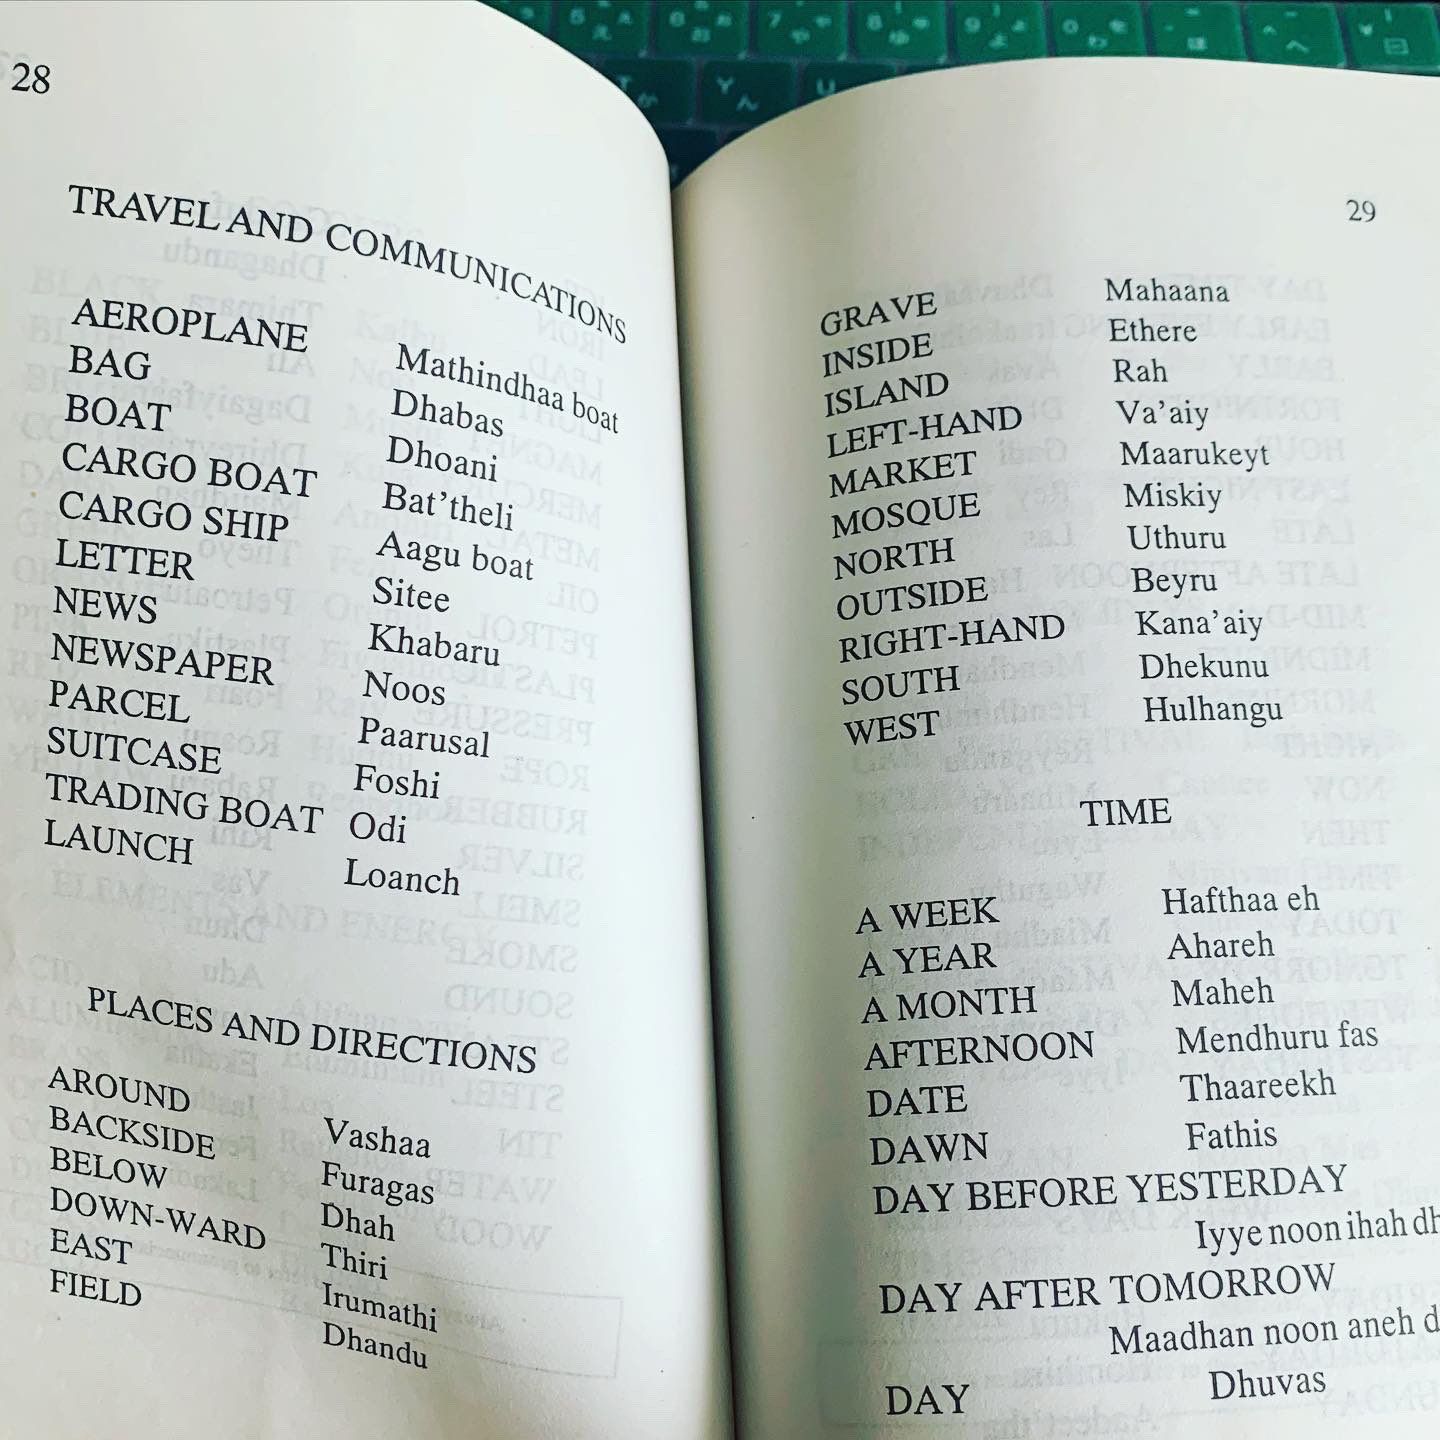 28
TRAVEL AND COMMUNICATIONS
AEROPLANE Mathindhaa boat
BAG Dhabas
BOAT Dhoani
CARGO BOAT Bat'theli
CARGO SHIP Aagu boat
LETTER Sitee
NEWS Khabaru
NEWSPAPER Noos
PARCEL Paarusal
SUITCASE Foshi
TRADING BOAT Odi
LAUNCH Loanch
PLACES AND DIRECTIONS
AROUND Vashaa
BACKSIDE Furagas
BELOW Dhah
DOWN-WARD Thiri
EAST Irumathi
FIELD Dhandu
29
GRAVE Mahaana
INSIDE Ethere
ISLAND Rah
LEFT-HAND Va'aiy
MARKET Maarukeyt
MOSQUE Miskiy
NORTH Uthuru
OUTSIDE Beyru
RIGHT-HAND Kana'aiy
SOUTH Dhekunu
WEST Hulhangu
TIME
A WEEK Hafthaa eh
A YEAR Ahareh
A MONTH Maheh
AFTERNOON Mendhuru fas
DATE Thaareekh
DAWN Fathis
DAY BEFORE YESTERDAY
Iyye noon ihah dh
DAY AFTER TOMORROW
Maadhan noon aneh d
DAY Dhuvas